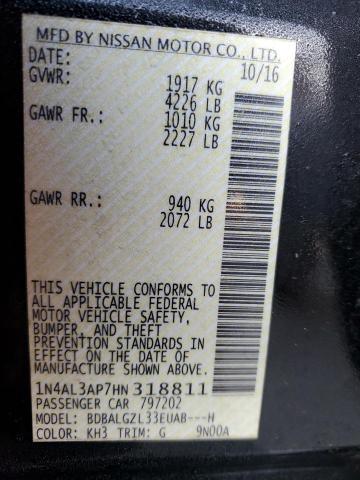 MFD BY NISSAN MOTOR CO., LTD.
DATE: 10/16
GVWR: 1917 KG
4226 LB
GAWR FR.: 1010 KG
2227 LB
GAWR RR.: 940 KG
2072 LB
THIS VEHICLE CONFORMS TO
ALL APPLICABLE FEDERAL
MOTOR VEHICLE SAFETY,
BUMPER, AND THEFT
PREVENTION STANDARDS
IN EFFECT ON THE DATE OF
MANUFACTURE SHOWN ABOVE.
1N4AL3AP7HN318811
PASSENGER CAR 797202
MODEL: BDBALGZL33EUAB---H
COLOR: KH3 TRIM: G 9N00A